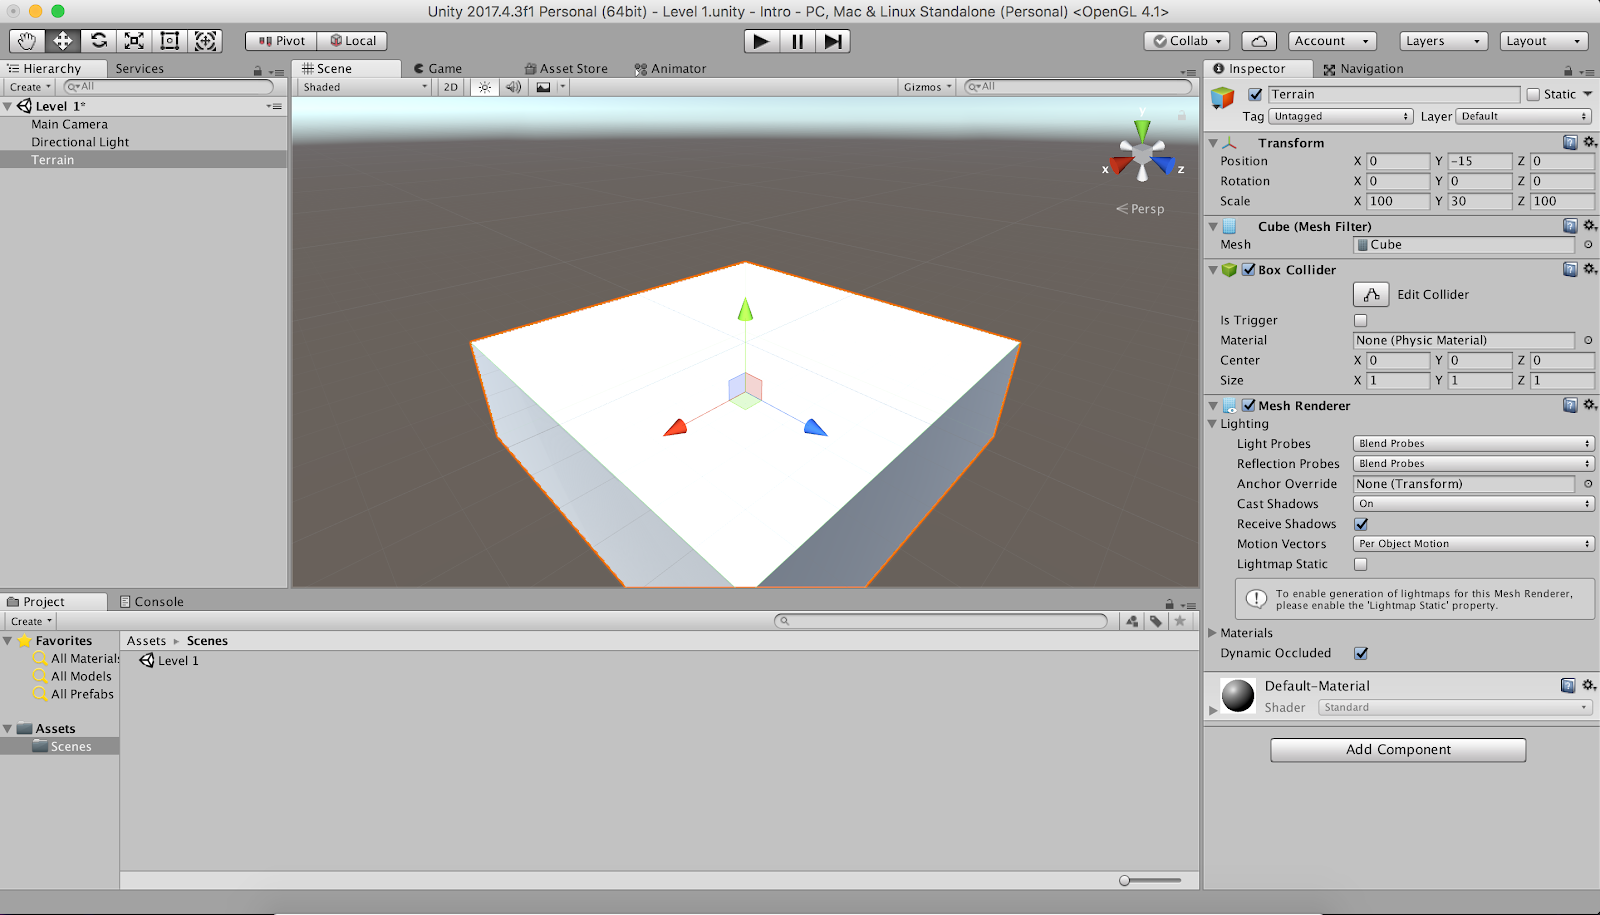 Unity 2017.4.3f1 Personal (64bit) - Level 1.unity - Intro - PC, Mac & Linux Standalone (Personal) <OpenGL 4.1>
Pivot Local Collab Account Layers Layout
Hierarchy Services
Create All
Level 1*
Main Camera
Directional Light
Terrain
Scene Game Asset Store Animator
Shaded 2D Gizmos All
y
x z
Persp
Inspector Navigation
Terrain Static
Tag Untagged Layer Default
Transform
Position X 0 Y -15 Z 0
Rotation X 0 Y 0 Z 0
Scale X 100 Y 30 Z 100
Cube (Mesh Filter)
Mesh Cube
Box Collider
Edit Collider
Is Trigger
Material None (Physic Material)
Center X 0 Y 0 Z 0
Size X 1 Y 1 Z 1
Mesh Renderer
Lighting
Light Probes Blend Probes
Reflection Probes Blend Probes
Anchor Override None (Transform)
Cast Shadows On
Receive Shadows
Motion Vectors Per Object Motion
Lightmap Static
To enable generation of lightmaps for this Mesh Renderer,
please enable the 'Lightmap Static' property.
Materials
Dynamic Occluded
Default-Material
Shader Standard
Add Component
Project Console
Create
Favorites
All Materials
All Models
All Prefabs
Assets
Scenes
Assets Scenes
Level 1